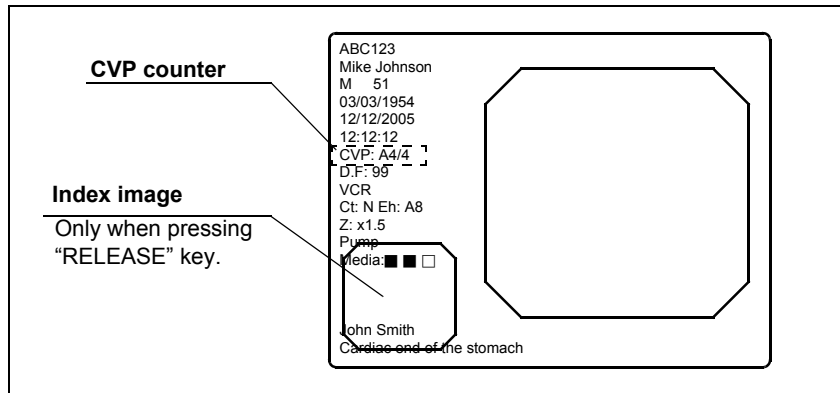 CVP counter
Index image
Only when pressing
“RELEASE” key.
ABC123
Mike Johnson
M 51
03/03/1954
12/12/2005
12:12:12
CVP: A4/4
D.F: 99
VCR
Ct: N Eh: A8
Z: x1.5
Pump
Media:■ ■ □
John Smith
Cardiac end of the stomach